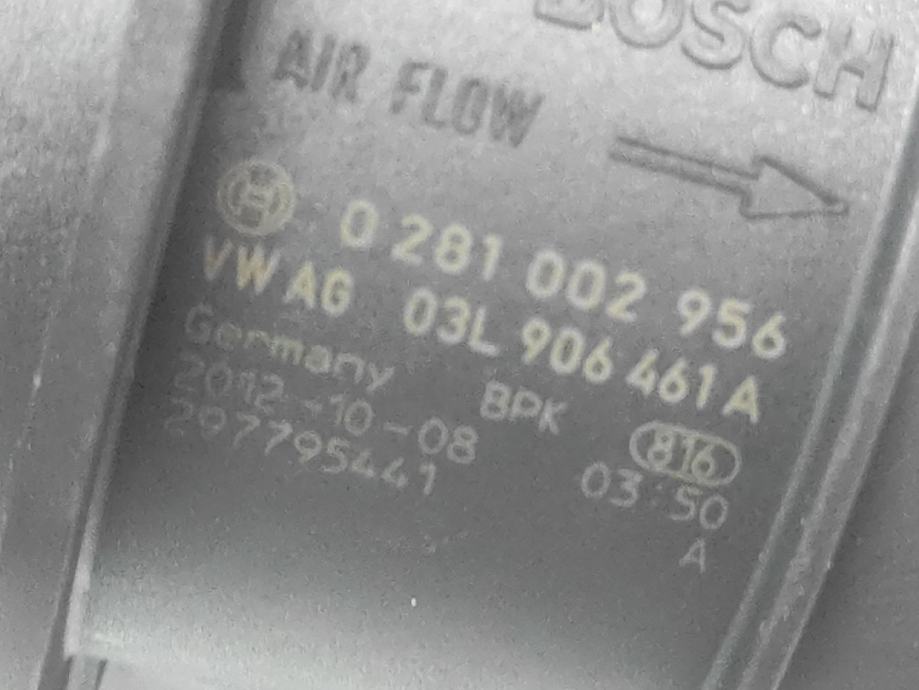 BOSCH
AIR FLOW
0 281 002 956
VW AG 03L 906 461 A
Germany BPK 816
2012-10-08 03:50
297795441 A